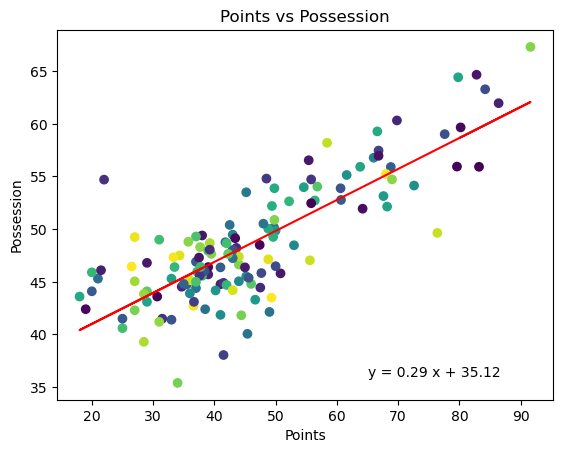 Points vs Possession
Possession
65
60
55
50
45
40
35
y = 0.29 x + 35.12
20 30 40 50 60 70 80 90
Points